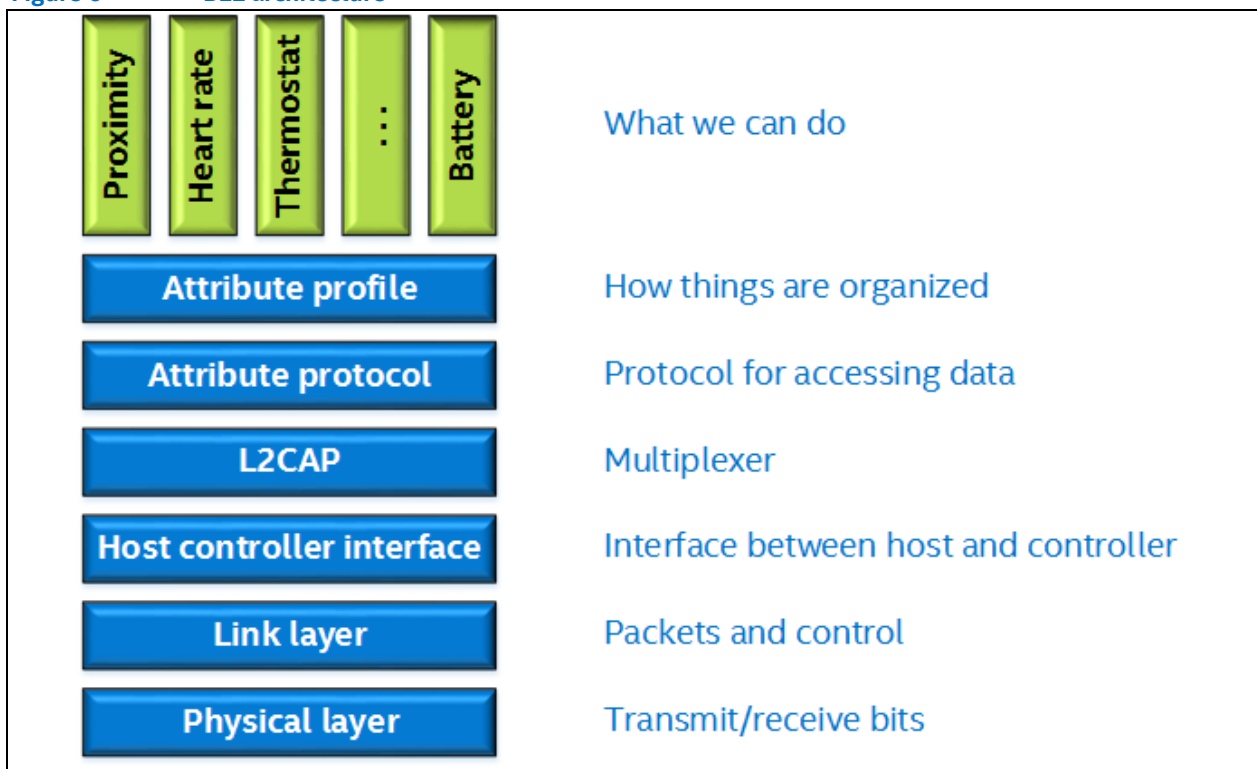 Proximity
Heart rate
Thermostat
...
Battery
What we can do
Attribute profile
How things are organized
Attribute protocol
Protocol for accessing data
L2CAP
Multiplexer
Host controller interface
Interface between host and controller
Link layer
Packets and control
Physical layer
Transmit/receive bits